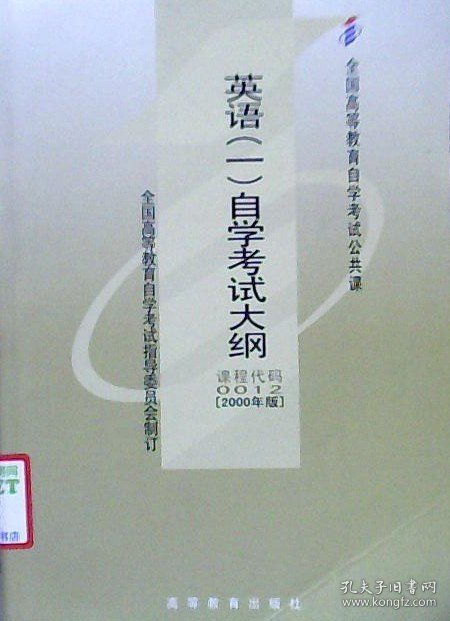 全国高等教育自学考试公共课
英语(一)自学考试大纲
课程代码
0012
[2000年版]
全国高等教育自学考试指导委员会制订
书店
高等教育出版社
孔夫子旧书网
www.kongfz.com